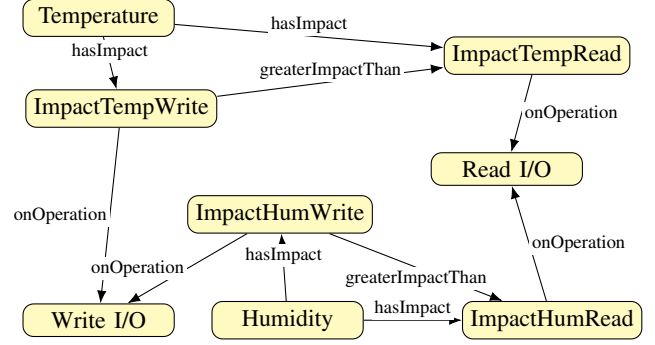 Temperature
hasImpact
hasImpact
ImpactTempRead
greaterImpactThan
ImpactTempWrite
onOperation
Read I/O
onOperation
ImpactHumWrite
onOperation
hasImpact
onOperation
greaterImpactThan
hasImpact
Write I/O
Humidity
ImpactHumRead